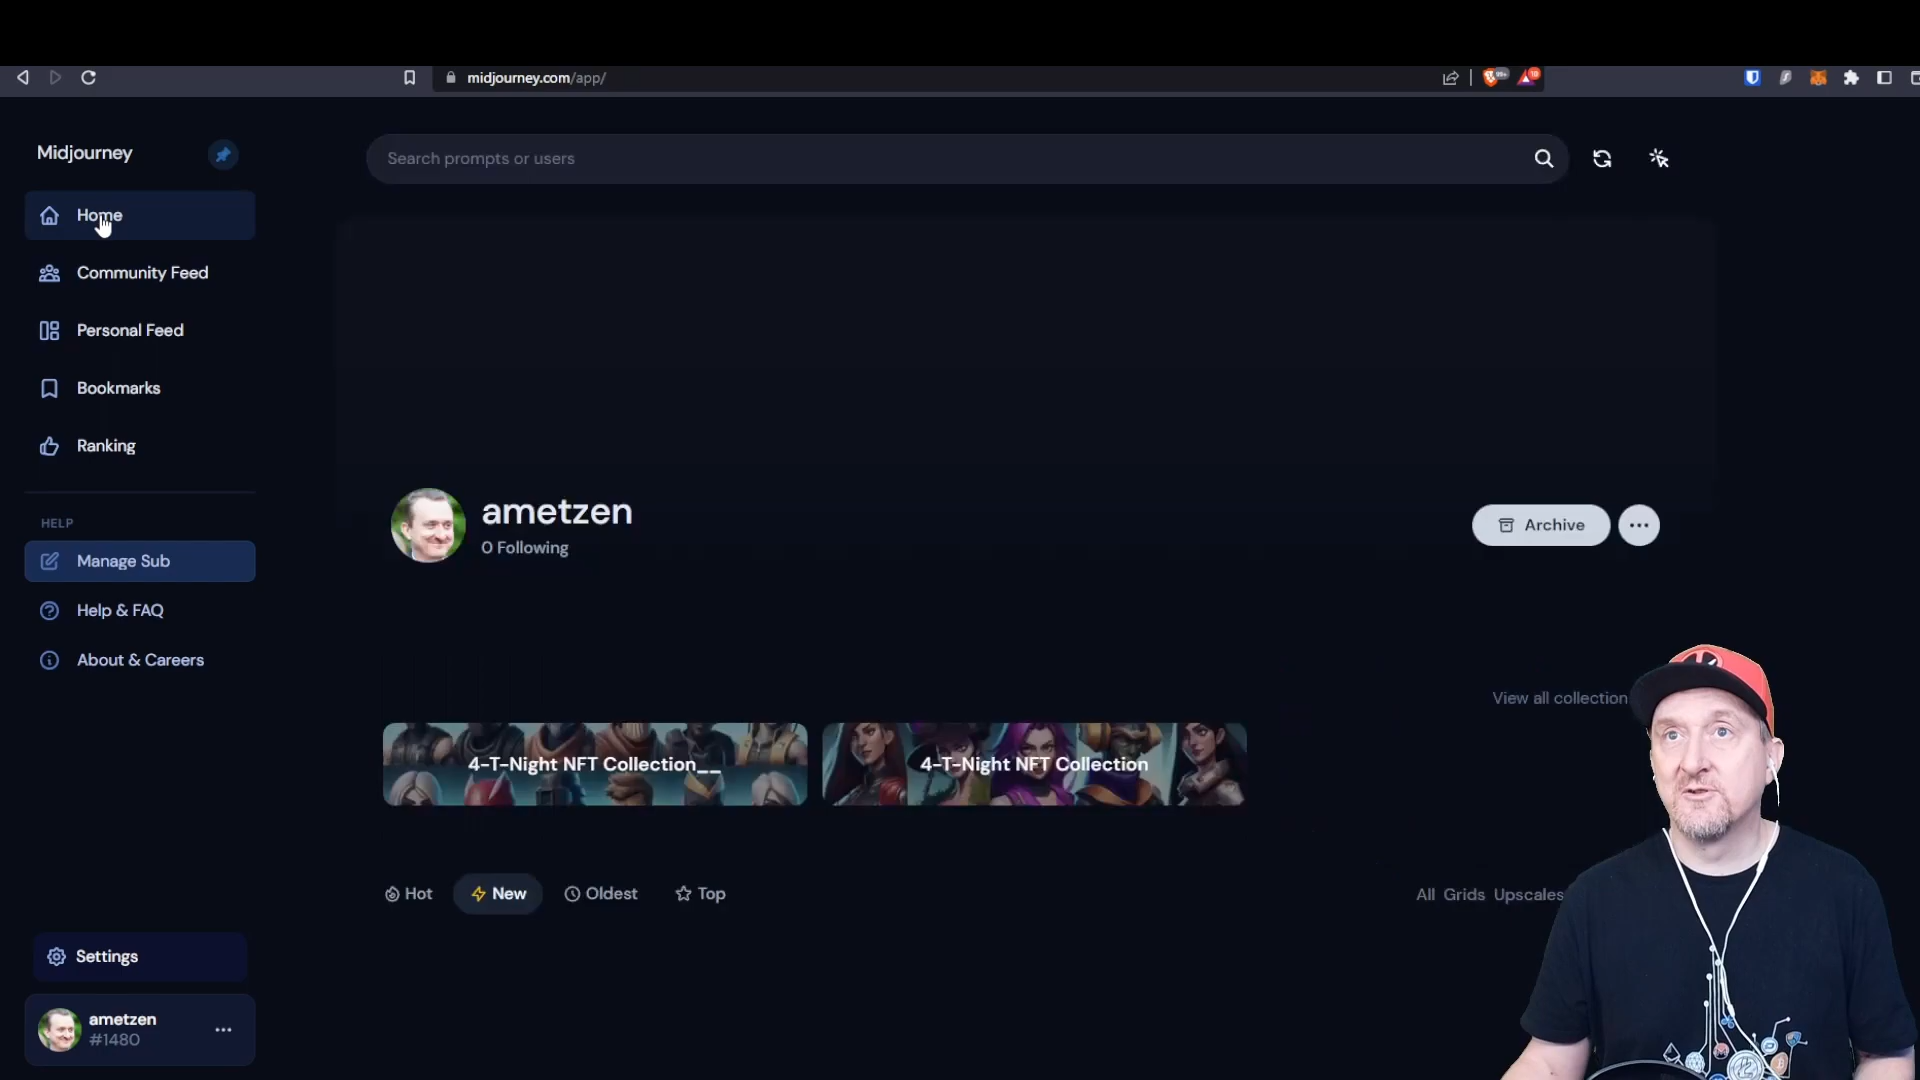 midjourney.com/app/
Midjourney
Search prompts or users
Home
Community Feed
Personal Feed
Bookmarks
Ranking
HELP
Manage Sub
Help & FAQ
About & Careers
Settings
ametzen
#1480
ametzen
0 Following
Archive
View all collection
4-T-Night NFT Collection__
4-T-Night NFT Collection
Hot
New
Oldest
Top
All Grids Upscales